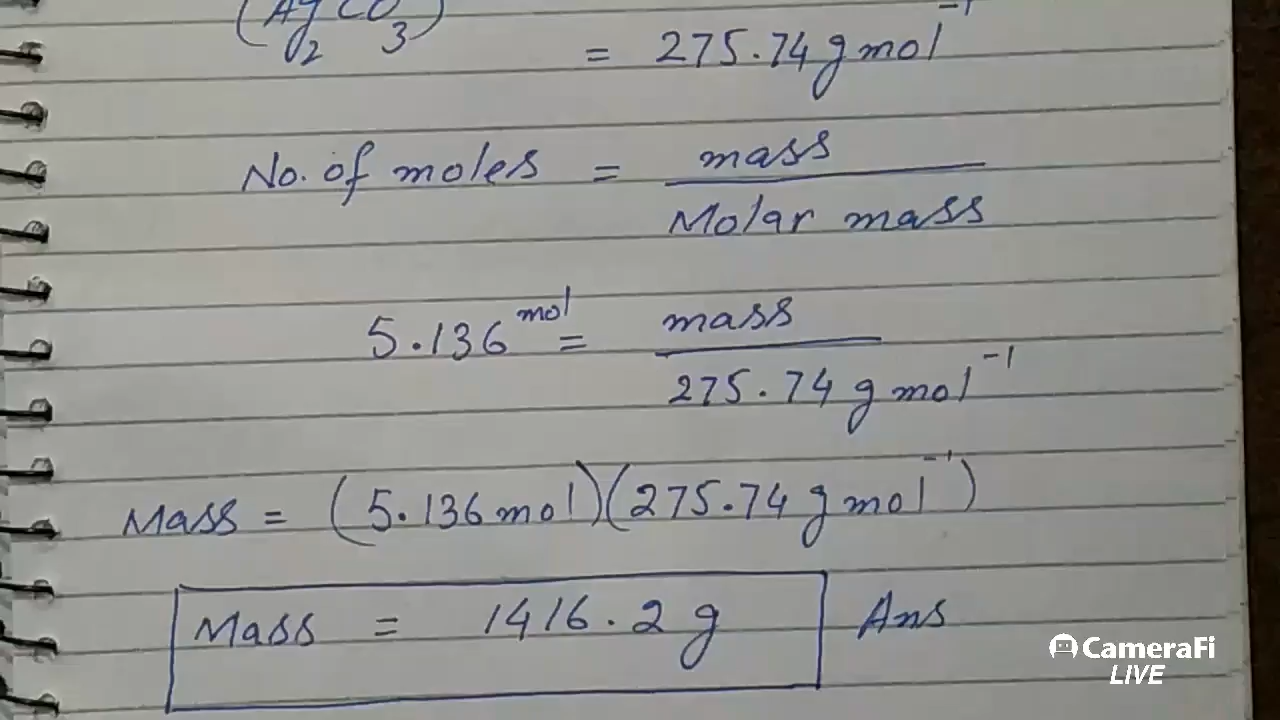 (Ag₂CO₃)
= 275.74 g mol⁻¹
No. of moles = mass / Molar mass
5.136 mol = mass / 275.74 g mol⁻¹
Mass = (5.136 mol)(275.74 g mol⁻¹)
Mass = 1416.2 g Ans
CameraFi
LIVE